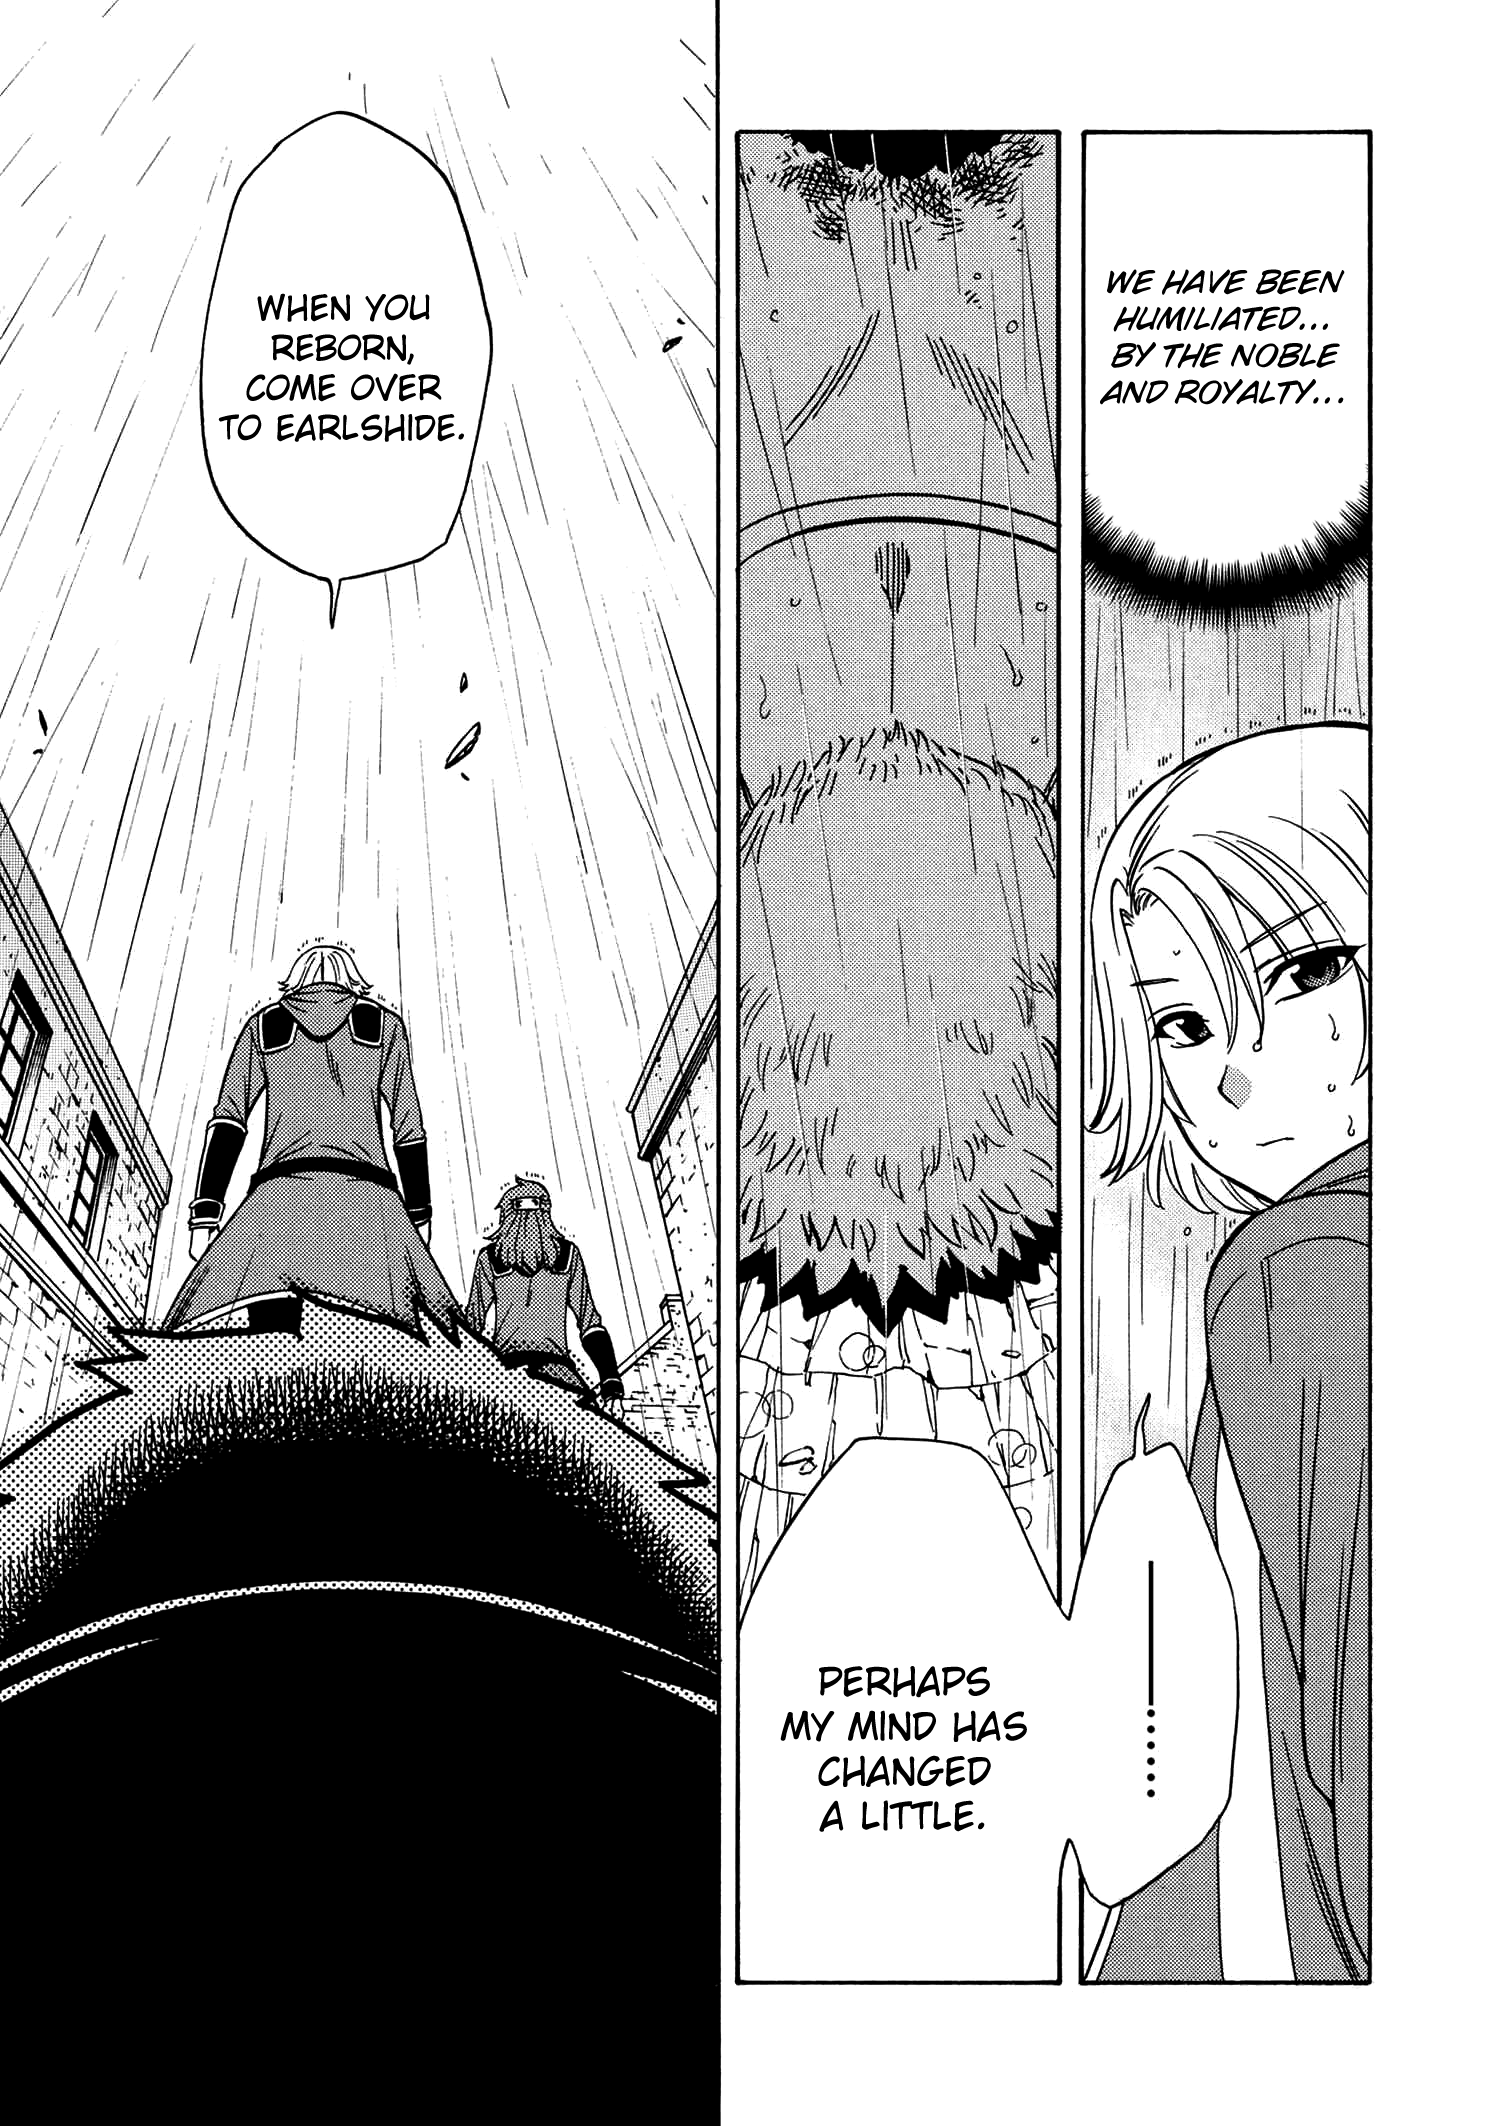 WE HAVE BEEN
HUMILIATED...
BY THE NOBLE
AND ROYALTY...
PERHAPS
MY MIND HAS
CHANGED
A LITTLE.
WHEN YOU
REBORN,
COME OVER
TO EARLSHIDE.